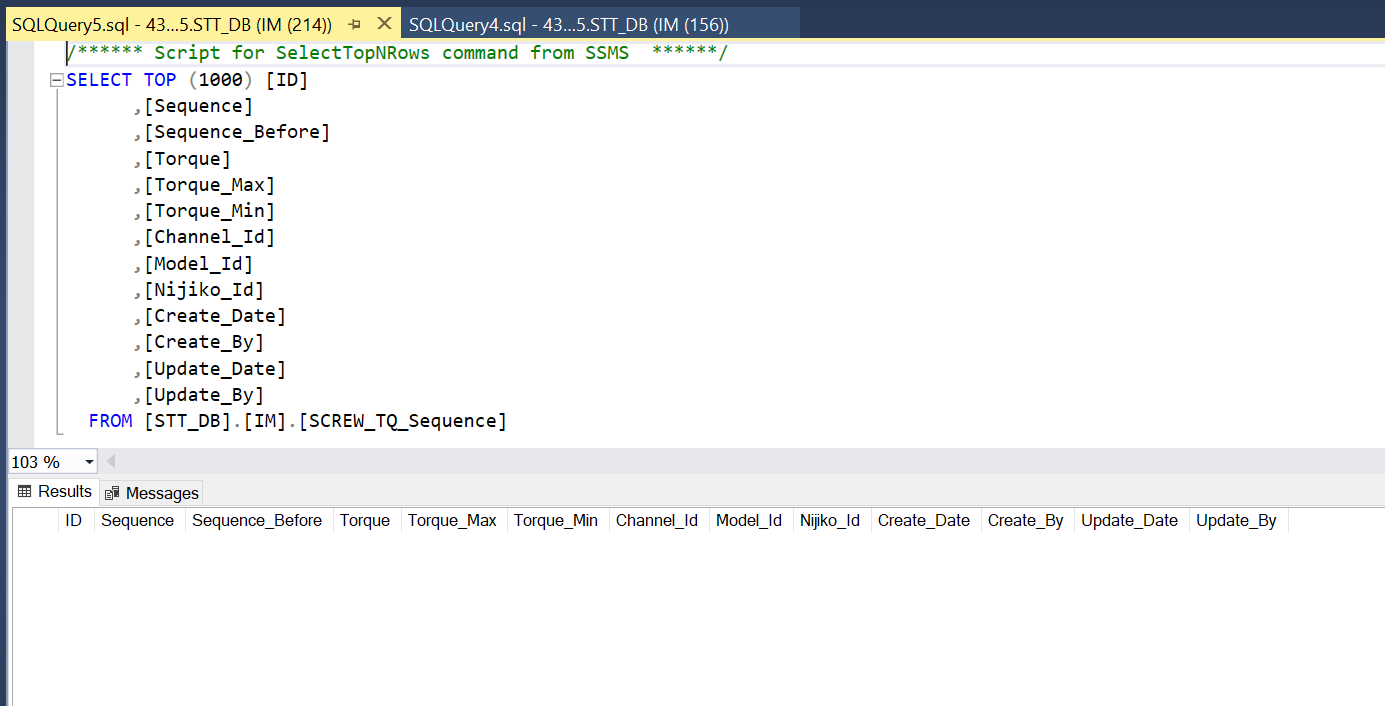 SQLQuery5.sql - 43...5.STT_DB (IM (214)) SQLQuery4.sql - 43...5.STT_DB (IM (156))
/****** Script for SelectTopNRows command from SSMS  ******/
SELECT TOP (1000) [ID]
,[Sequence]
,[Sequence_Before]
,[Torque]
,[Torque_Max]
,[Torque_Min]
,[Channel_Id]
,[Model_Id]
,[Nijiko_Id]
,[Create_Date]
,[Create_By]
,[Update_Date]
,[Update_By]
FROM [STT_DB].[IM].[SCREW_TQ_Sequence]
103 %
Results Messages
ID Sequence Sequence_Before Torque Torque_Max Torque_Min Channel_Id Model_Id Nijiko_Id Create_Date Create_By Update_Date Update_By